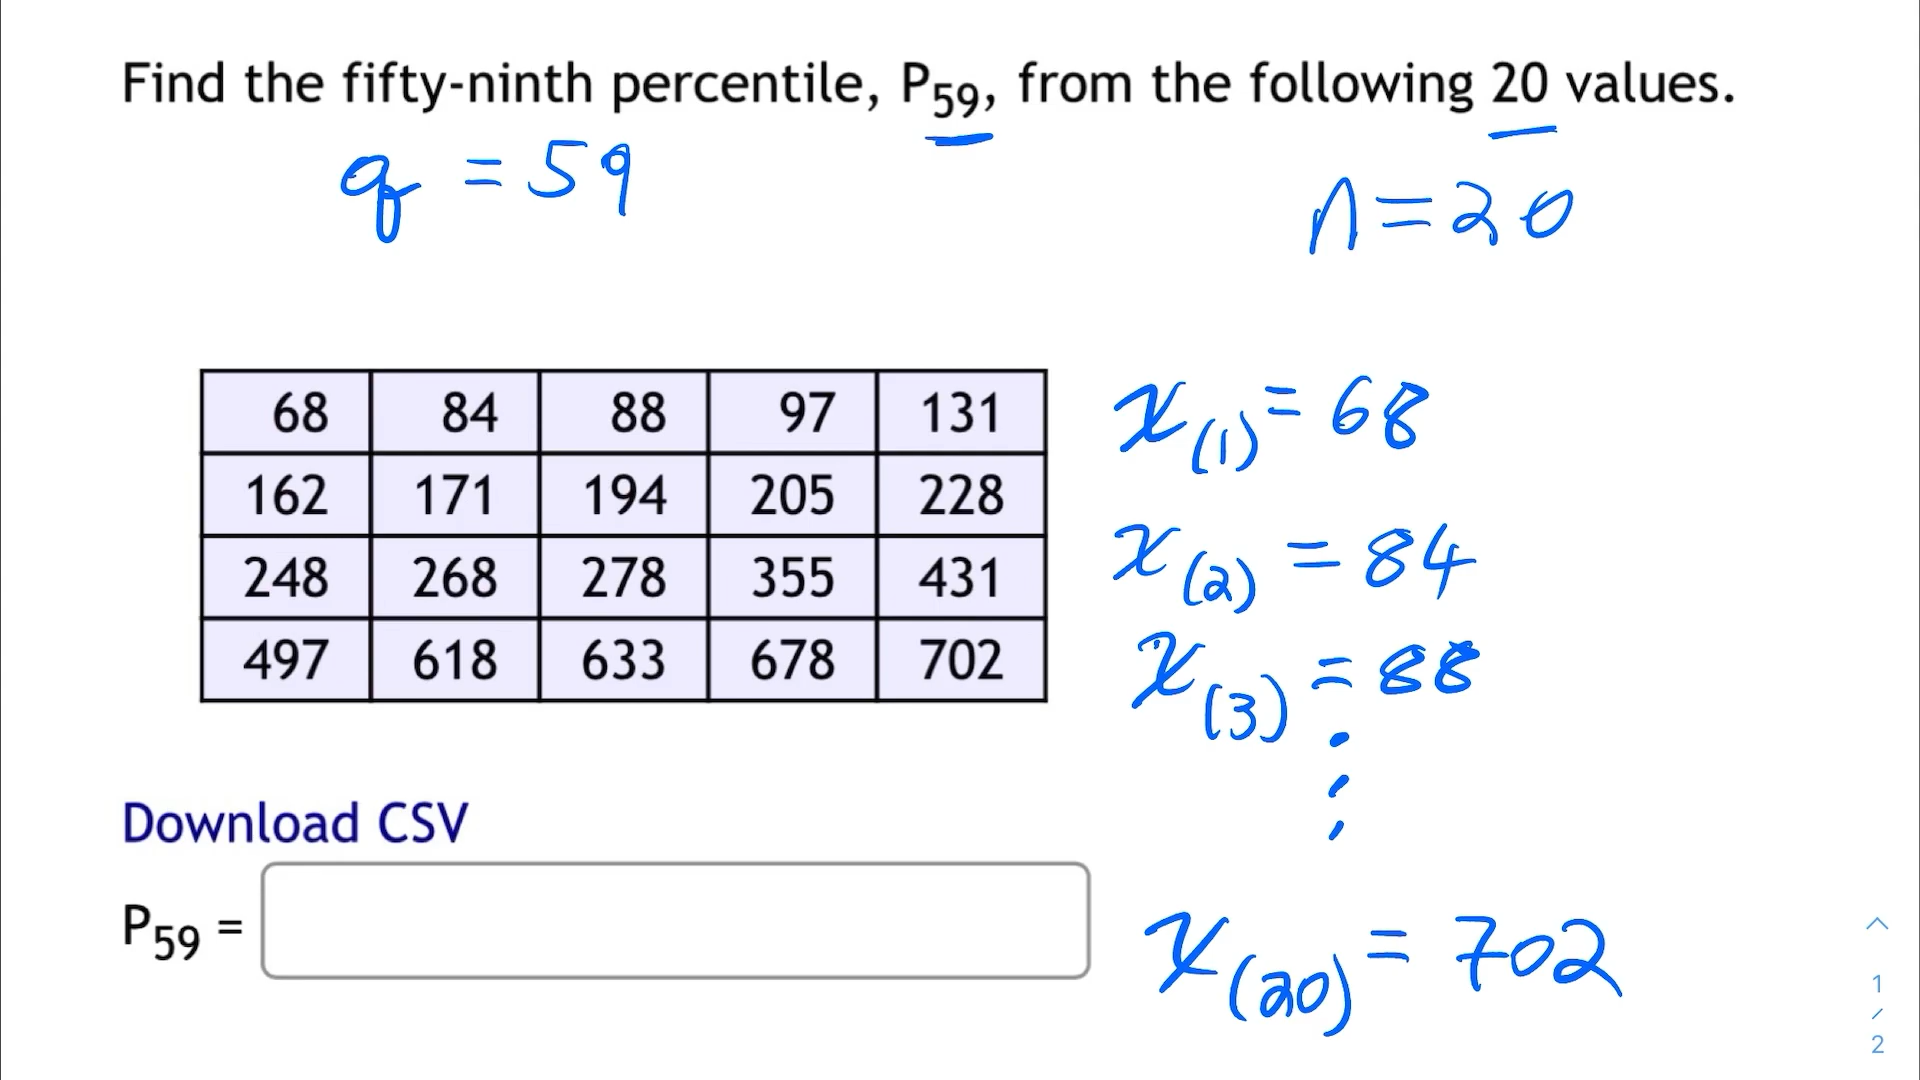 Find the fifty-ninth percentile, P59, from the following 20 values.
q = 59
n = 20
68 84 88 97 131
162 171 194 205 228
248 268 278 355 431
497 618 633 678 702
x(1) = 68
x(2) = 84
x(3) = 88
x(20) = 702
Download CSV
P59 =
1
/
2